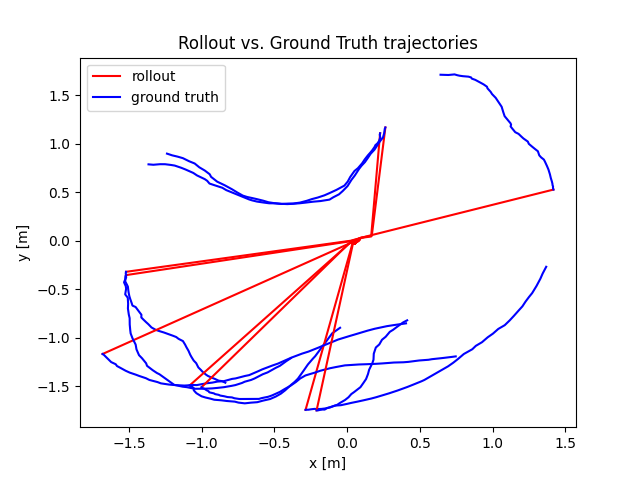 Rollout vs. Ground Truth trajectories
rollout
ground truth
y [m]
1.5
1.0
0.5
0.0
−0.5
−1.0
−1.5
−1.5 −1.0 −0.5 0.0 0.5 1.0 1.5
x [m]